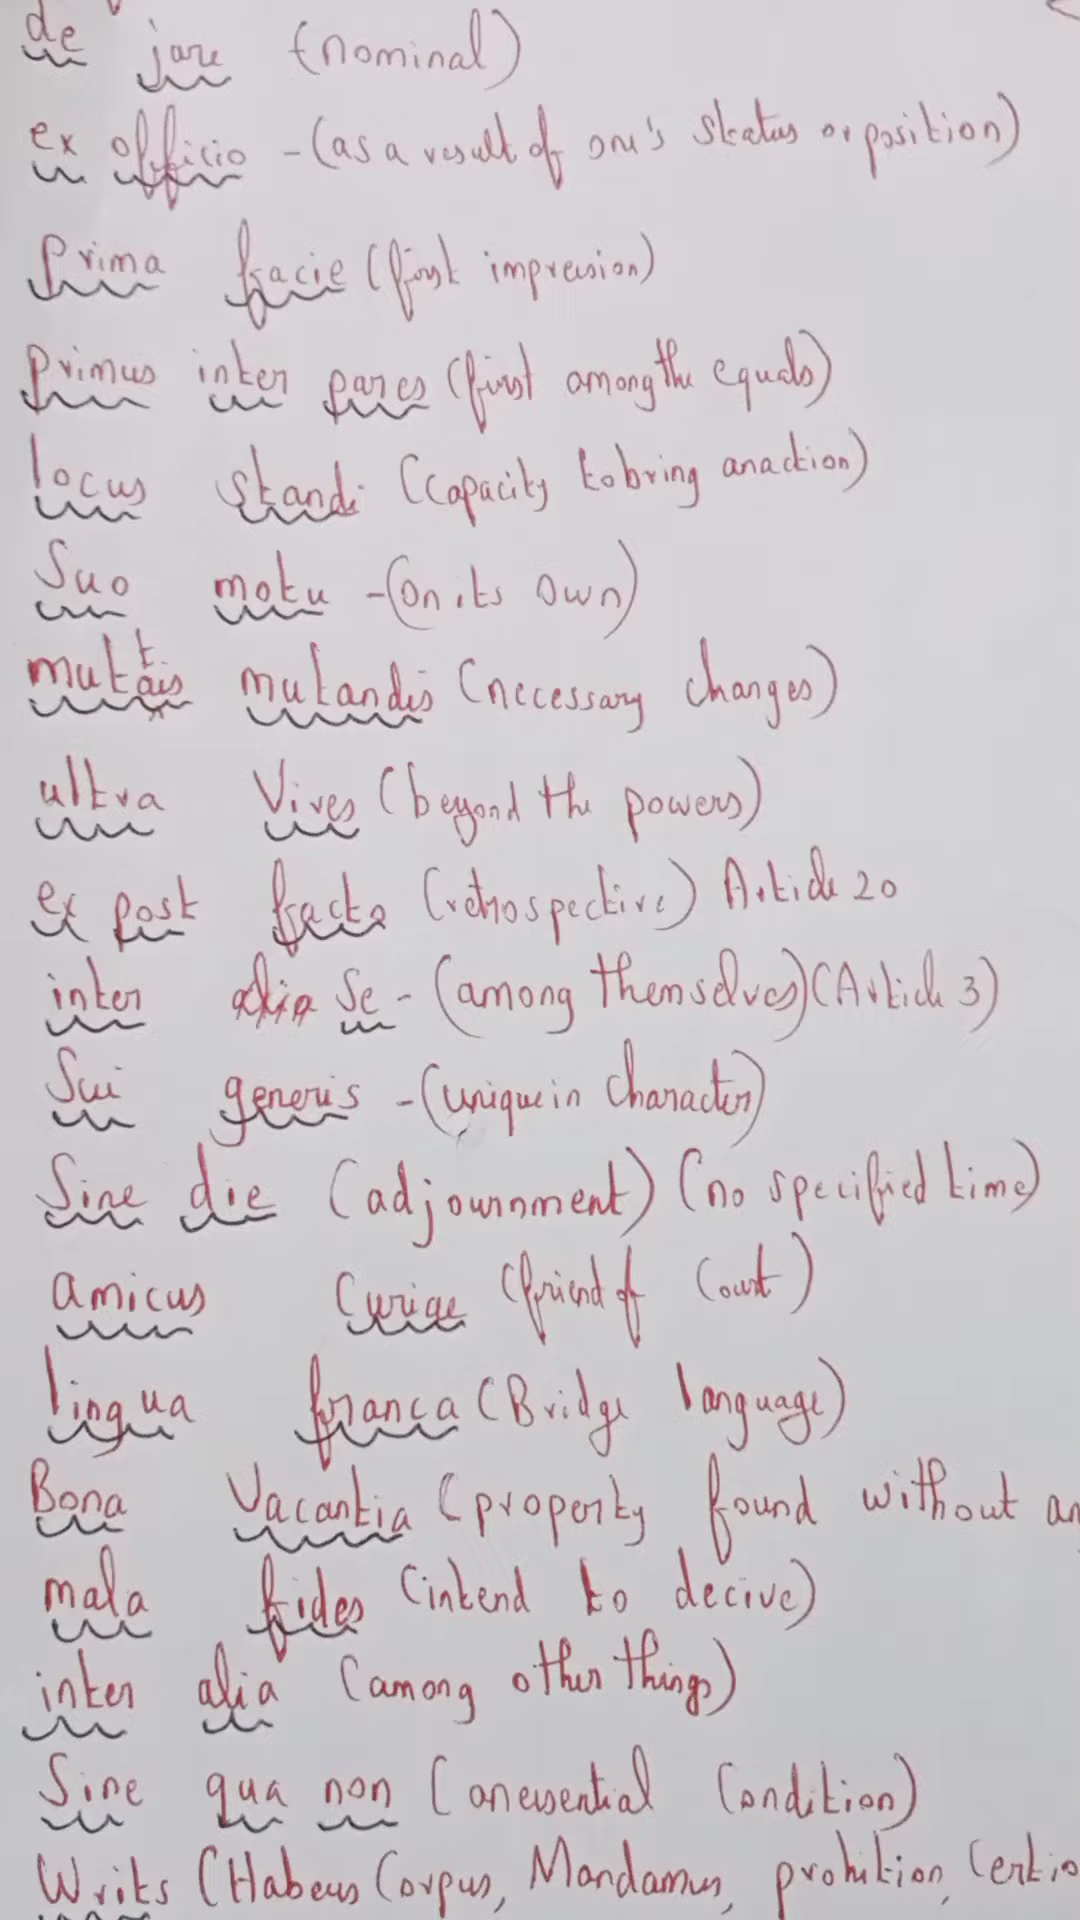 de jare (nominal)
ex officio - (as a result of one's status or position)
Prima facie (first impression)
Primus inter pares (first among the equals)
locus standi (capacity to bring an action)
Suo motu - (on its own)
mutatis mutandis (necessary changes)
ultra Vires (beyond the powers)
ex post facto (retrospective) Article 20
inter se - (among themselves) (Article 3)
Sui generis - (unique in character)
Sine die (adjournment) (no specified time)
amicus Curiae (friend of Court)
lingua franca (Bridge language)
Bona Vacantia (property found without an
mala fides (intend to decive)
inter alia (among other things)
Sine qua non (an essential Condition)
Writs (Habeus Corpus, Mandamus, prohition, Certio